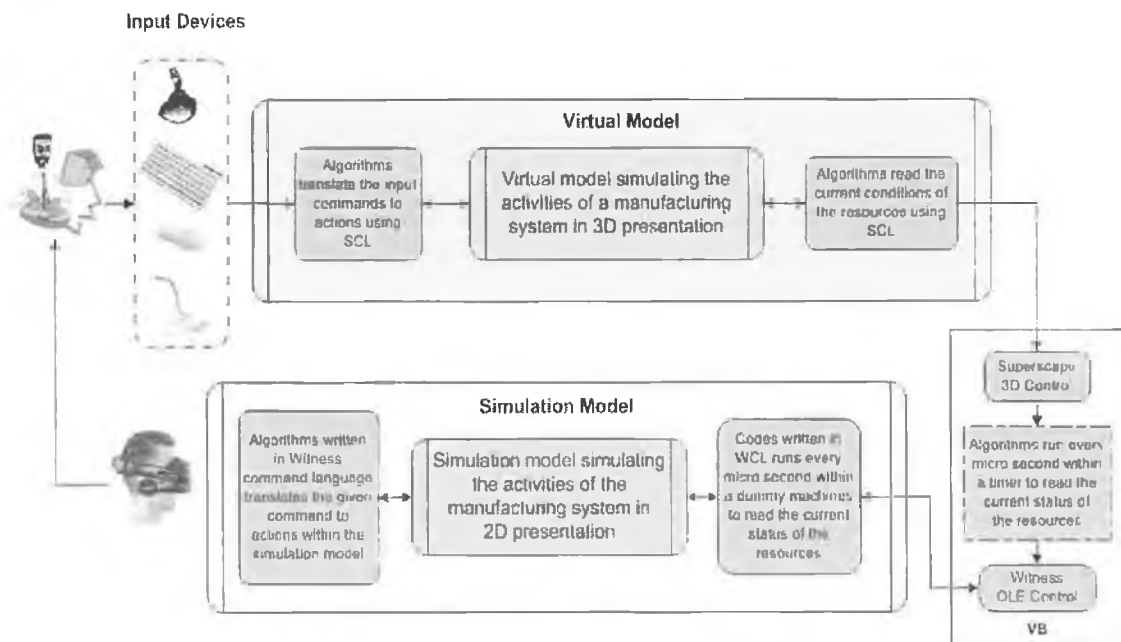 Input Devices
Virtual Model
Algorithms
translate the input
commands to
actions using
SCL
Virtual model simulating the
activities of a manufacturing
system in 3D presentation
Algorithms read the
current conditions of
the resources using
SCL
Superscape
3D Control
Algorithms run every
micro second within
a timer to read the
current status of
the resources
Witness
OLE Control
VB
Simulation Model
Algorithms written
in Witness
command language
translates the given
command to
actions within the
simulation model
Simulation model simulating
the activities of the
manufacturing system in
2D presentation
Codes written in
WCL runs every
micro second within
a dummy machines
to read the current
status of the
resources